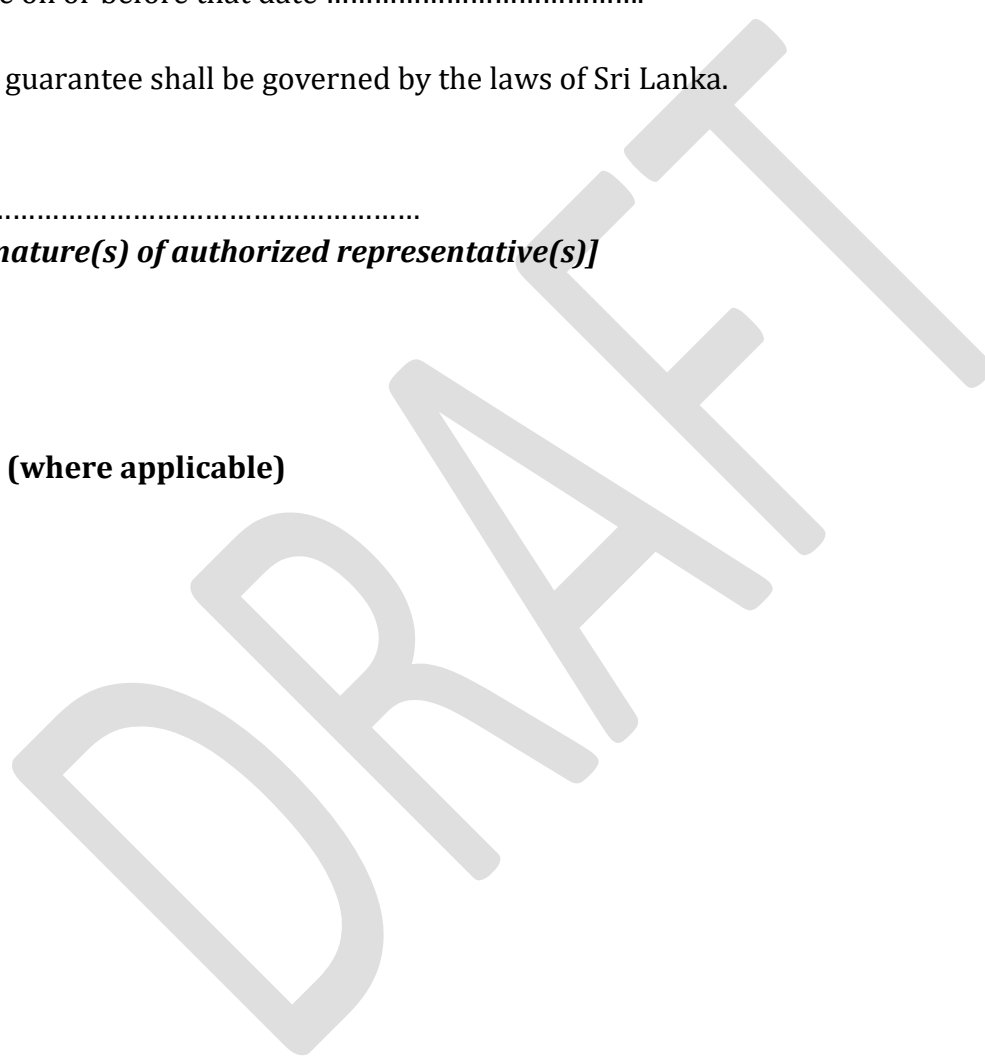 e on or before that date ………………………………….
guarantee shall be governed by the laws of Sri Lanka.
……………………………………………
nature(s) of authorized representative(s)]
(where applicable)
DRAFT